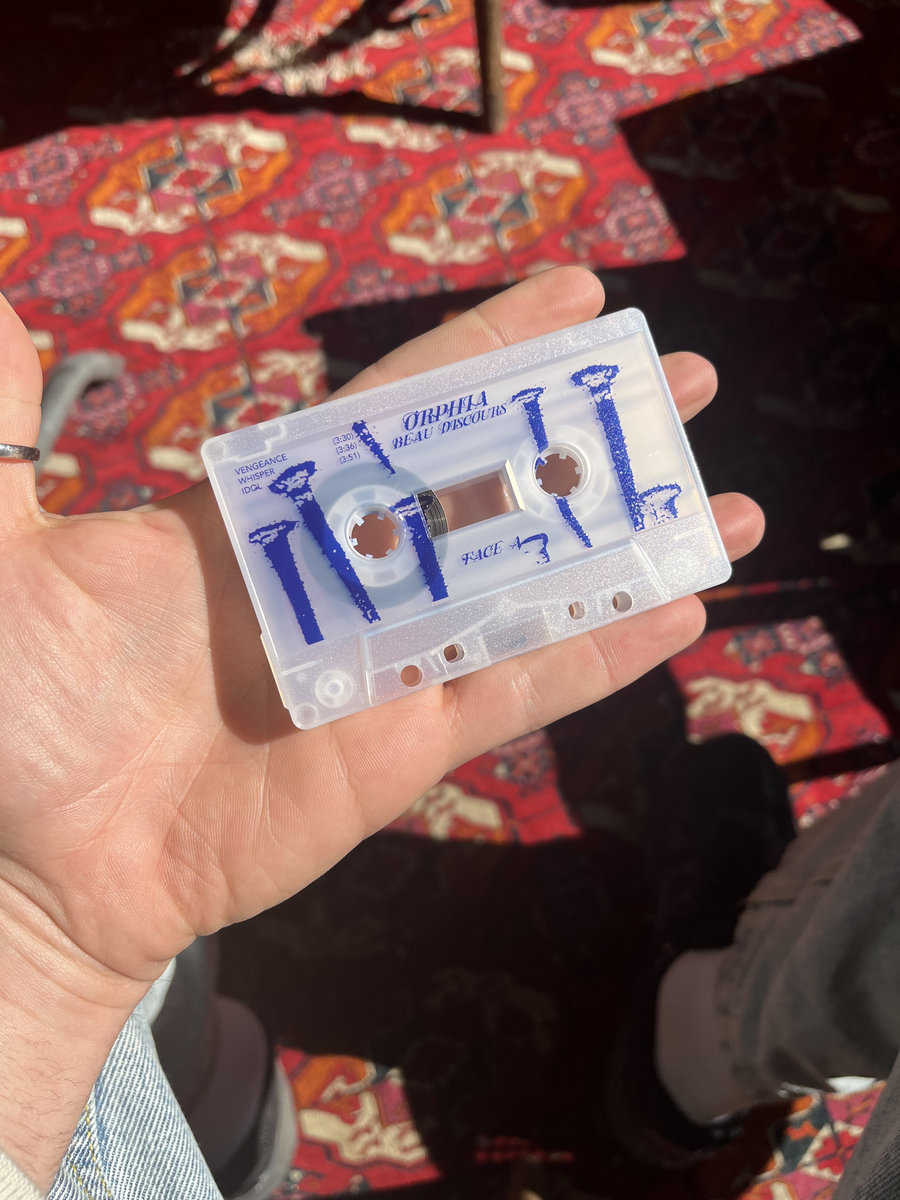 ORPHIA
BEAU DISCOURS
VENGEANCE (3:30)
WHISPER (3:36)
IDOL (3:51)
FACE A